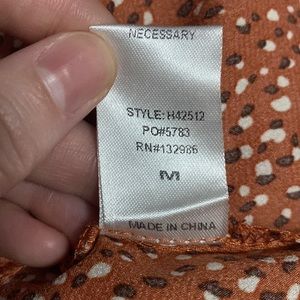 NECESSARY
STYLE: H42512
PO#5783
RN#132986
M
MADE IN CHINA